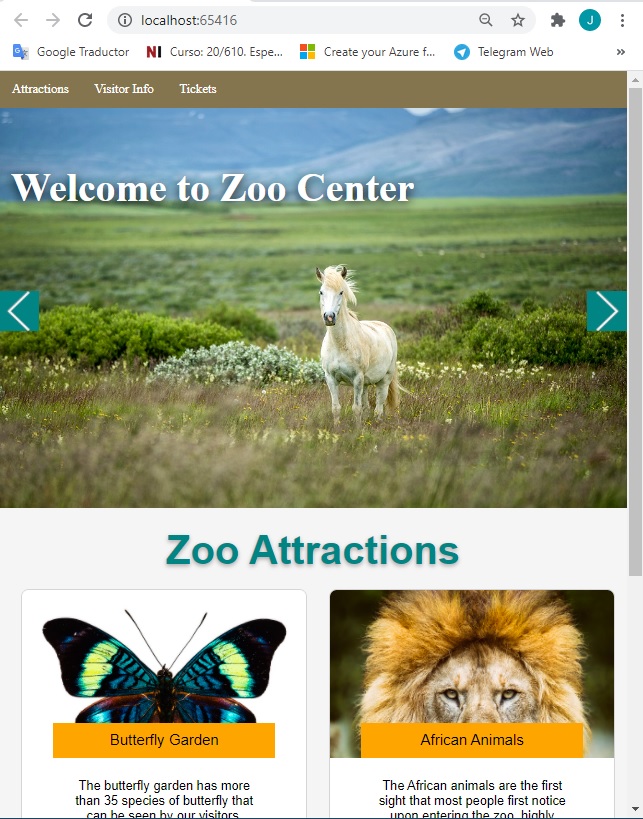 localhost:65416
J
Google Traductor NI Curso: 20/610. Espe... Create your Azure f... Telegram Web »
Attractions Visitor Info Tickets
Welcome to Zoo Center
Zoo Attractions
Butterfly Garden
The butterfly garden has more
than 35 species of butterfly that
can be seen by our visitors
African Animals
The African animals are the first
sight that most people first notice
upon entering the zoo, highly